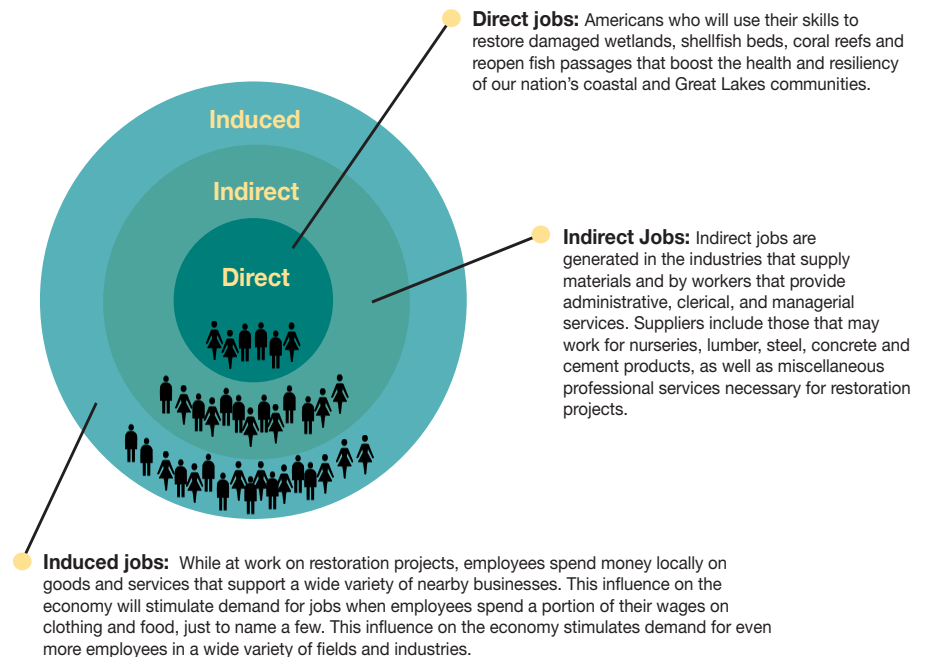 Direct jobs: Americans who will use their skills to
restore damaged wetlands, shellfish beds, coral reefs and
reopen fish passages that boost the health and resiliency
of our nation's coastal and Great Lakes communities.
Induced
Indirect
Direct
Indirect Jobs: Indirect jobs are
generated in the industries that supply
materials and by workers that provide
administrative, clerical, and managerial
services. Suppliers include those that may
work for nurseries, lumber, steel, concrete and
cement products, as well as miscellaneous
professional services necessary for restoration
projects.
Induced jobs: While at work on restoration projects, employees spend money locally on
goods and services that support a wide variety of nearby businesses. This influence on the
economy will stimulate demand for jobs when employees spend a portion of their wages on
clothing and food, just to name a few. This influence on the economy stimulates demand for even
more employees in a wide variety of fields and industries.